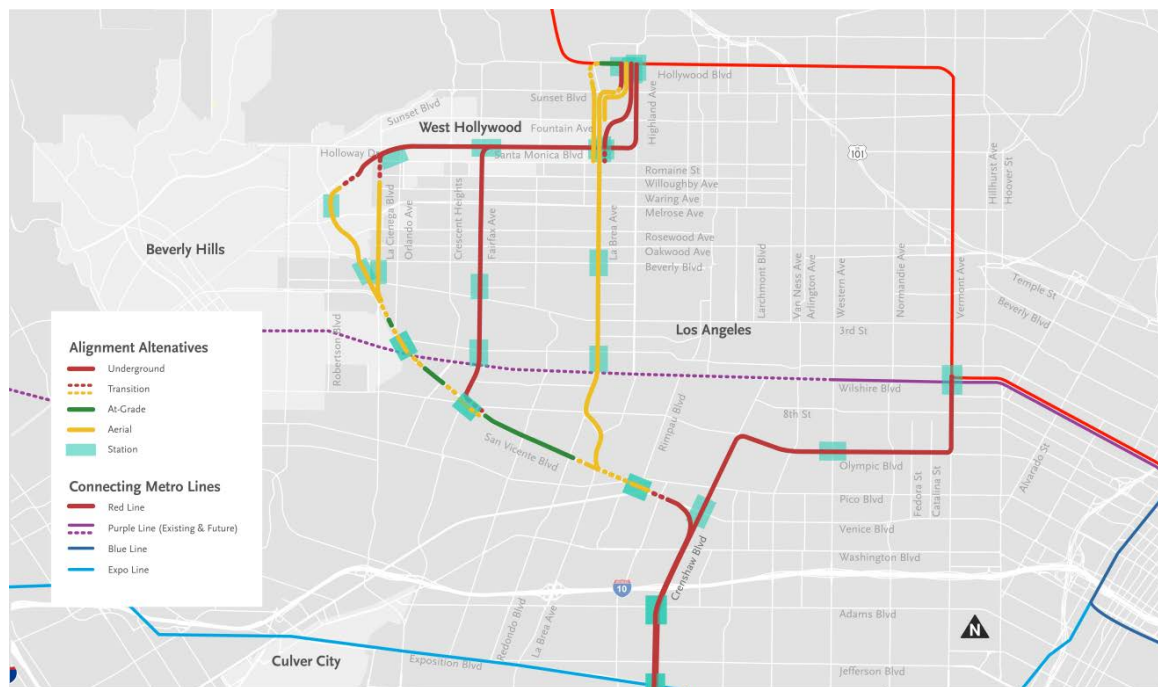 Hollywood Blvd
Sunset Blvd
Highland Ave
Sunset Blvd
Fountain Ave
West Hollywood
Holloway Dr
Santa Monica Blvd
101
Romaine St
Willoughby Ave
Waring Ave
Melrose Ave
Rosewood Ave
Oakwood Ave
Beverly Blvd
La Cienega Blvd
Orlando Ave
Crescent Heights
Fairfax Ave
La Brea Ave
Larchmont Blvd
Van Ness Ave
Arlington Ave
Western Ave
Normandie Ave
Vermont Ave
Hillhurst Ave
Hoover St
Temple St
Beverly Blvd
Beverly Hills
Los Angeles
3rd St
Robertson Blvd
Wilshire Blvd
Rimpau Blvd
8th St
San Vicente Blvd
Olympic Blvd
Fedora St
Catalina St
Alvarado St
Pico Blvd
Venice Blvd
Washington Blvd
Crenshaw Blvd
10
Adams Blvd
Redondo Blvd
La Brea Ave
Culver City
Exposition Blvd
Jefferson Blvd
N
Alignment Altenatives
Underground
Transition
At-Grade
Aerial
Station
Connecting Metro Lines
Red Line
Purple Line (Existing & Future)
Blue Line
Expo Line